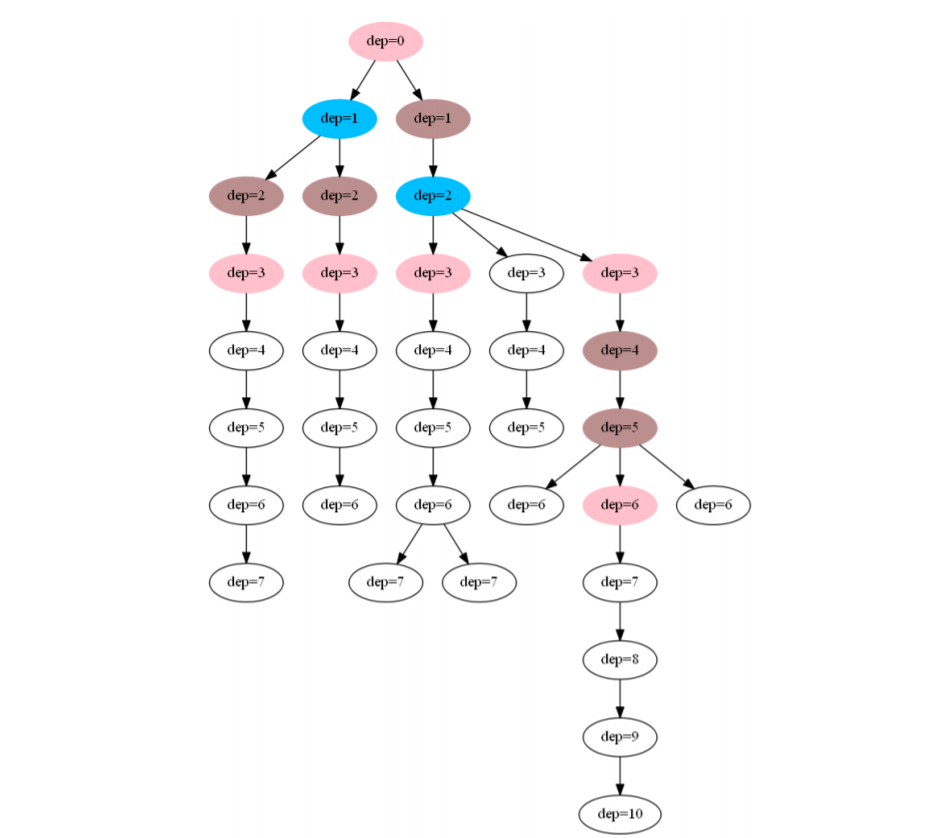 dep=0
dep=1 dep=1
dep=2 dep=2 dep=2
dep=3 dep=3 dep=3 dep=3 dep=3
dep=4 dep=4 dep=4 dep=4 dep=4
dep=5 dep=5 dep=5 dep=5 dep=5
dep=6 dep=6 dep=6 dep=6 dep=6 dep=6
dep=7 dep=7 dep=7 dep=7
dep=8
dep=9
dep=10